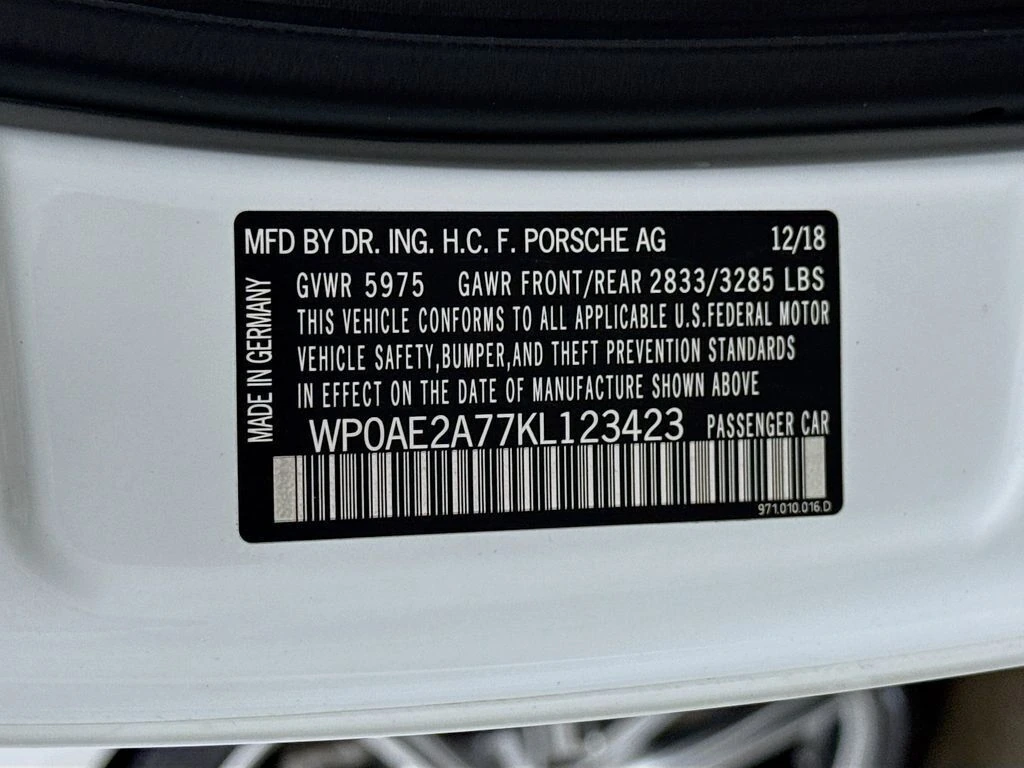 MFD BY DR. ING. H.C. F. PORSCHE AG 12/18
MADE IN GERMANY
GVWR 5975 GAWR FRONT/REAR 2833/3285 LBS
THIS VEHICLE CONFORMS TO ALL APPLICABLE U.S.FEDERAL MOTOR
VEHICLE SAFETY,BUMPER,AND THEFT PREVENTION STANDARDS
IN EFFECT ON THE DATE OF MANUFACTURE SHOWN ABOVE
WP0AE2A77KL123423 PASSENGER CAR
971.010.016.D